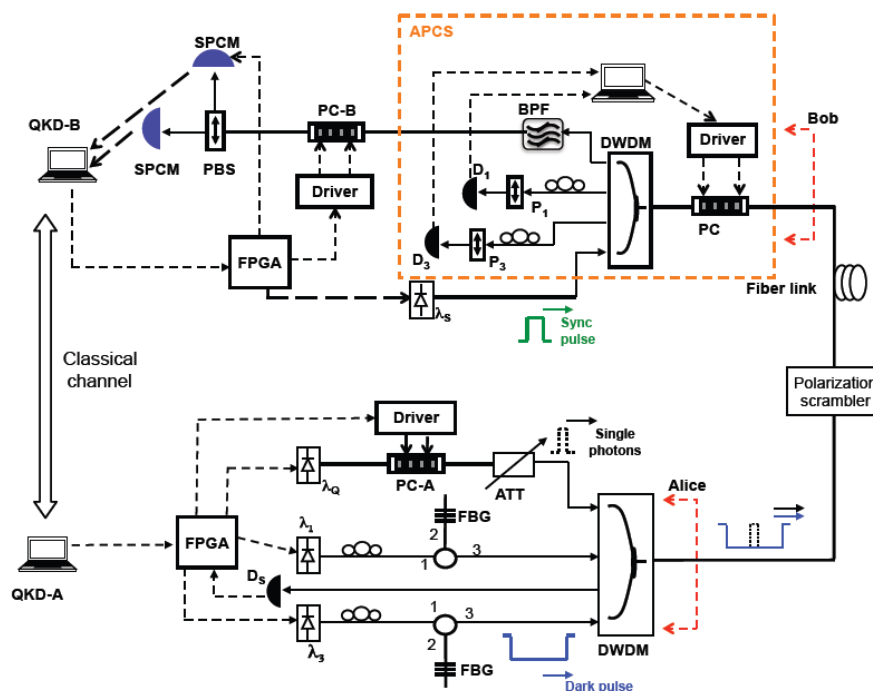 APCS
SPCM
QKD-B
SPCM
PBS
PC-B
Driver
FPGA
BPF
DWDM
D1
P1
D3
P3
Driver
PC
Bob
λS
Sync
pulse
Fiber link
Classical
channel
Polarization
scrambler
Driver
λQ
PC-A
ATT
Single
photons
Alice
FPGA
λ1
FBG
2
1
3
DS
QKD-A
λ3
1
3
2
FBG
DWDM
Dark pulse